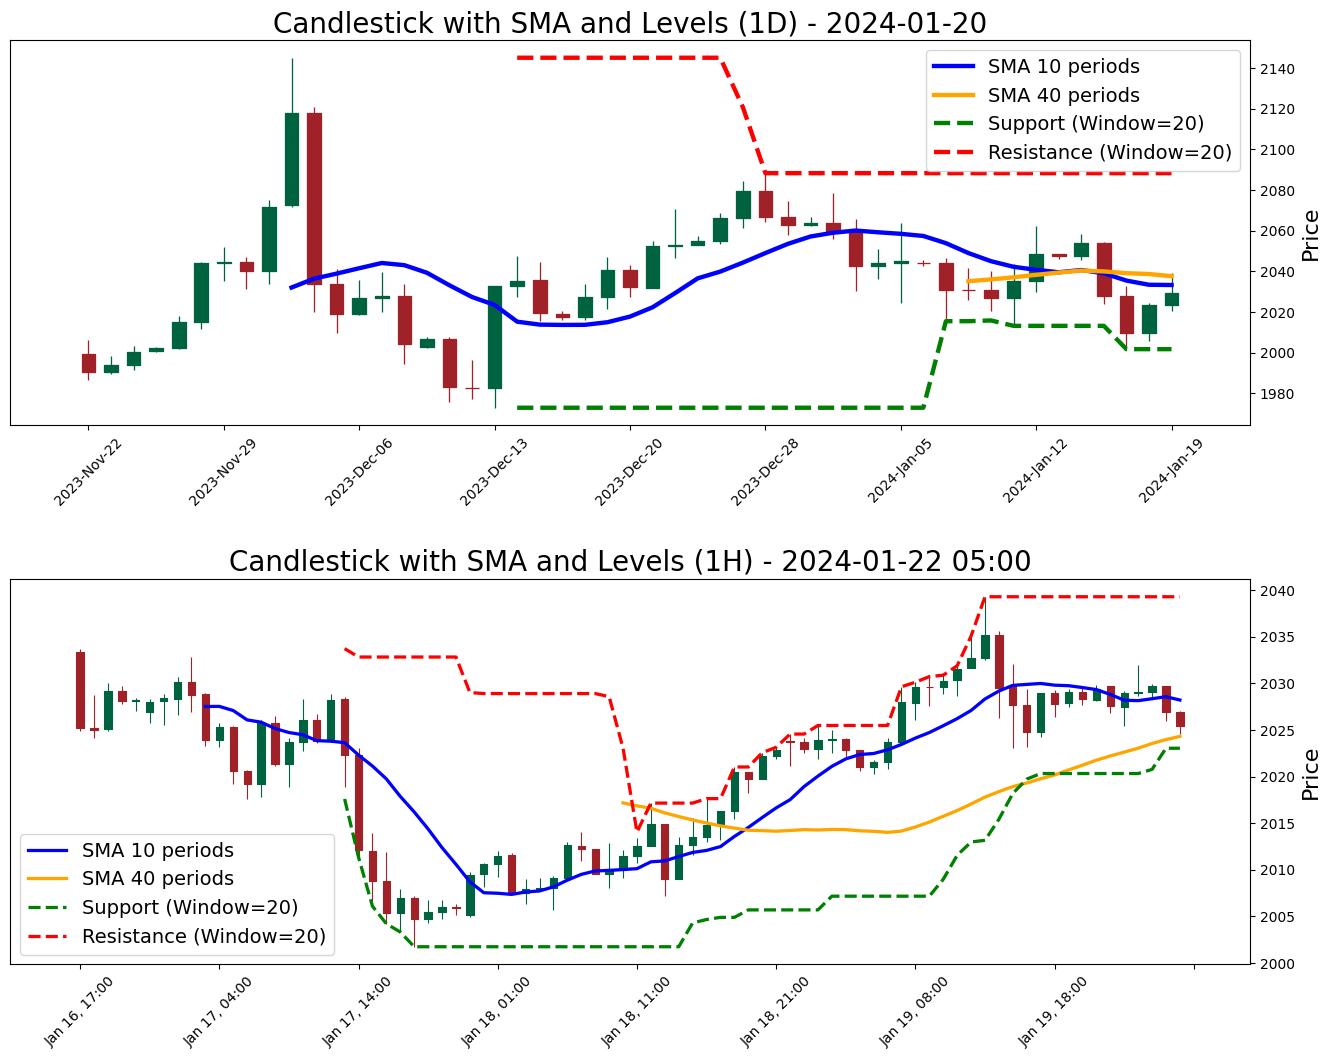 Candlestick with SMA and Levels (1D) - 2024-01-20
SMA 10 periods
SMA 40 periods
Support (Window=20)
Resistance (Window=20)
2140
2120
2100
2080
2060
2040
2020
2000
1980
Price
2023-Nov-22
2023-Nov-29
2023-Dec-06
2023-Dec-13
2023-Dec-20
2023-Dec-28
2024-Jan-05
2024-Jan-12
2024-Jan-19
Candlestick with SMA and Levels (1H) - 2024-01-22 05:00
2040
2035
2030
2025
2020
2015
2010
2005
2000
Price
SMA 10 periods
SMA 40 periods
Support (Window=20)
Resistance (Window=20)
Jan 16, 17:00
Jan 17, 04:00
Jan 17, 14:00
Jan 18, 01:00
Jan 18, 11:00
Jan 18, 21:00
Jan 19, 08:00
Jan 19, 18:00